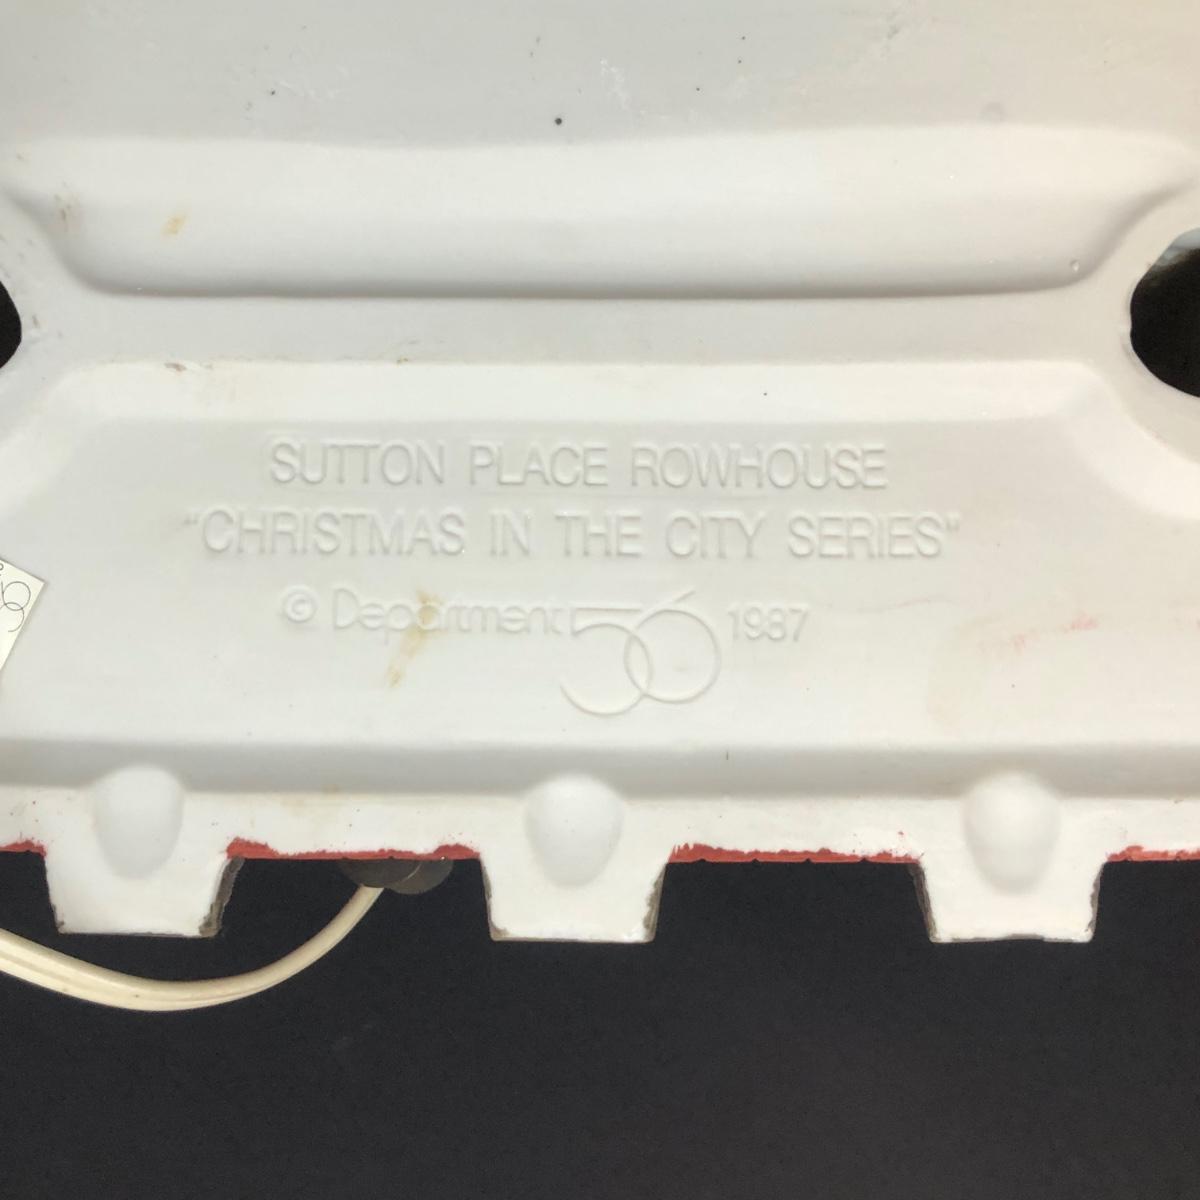 SUTTON PLACE ROWHOUSE
"CHRISTMAS IN THE CITY SERIES"
© Department 56 1987